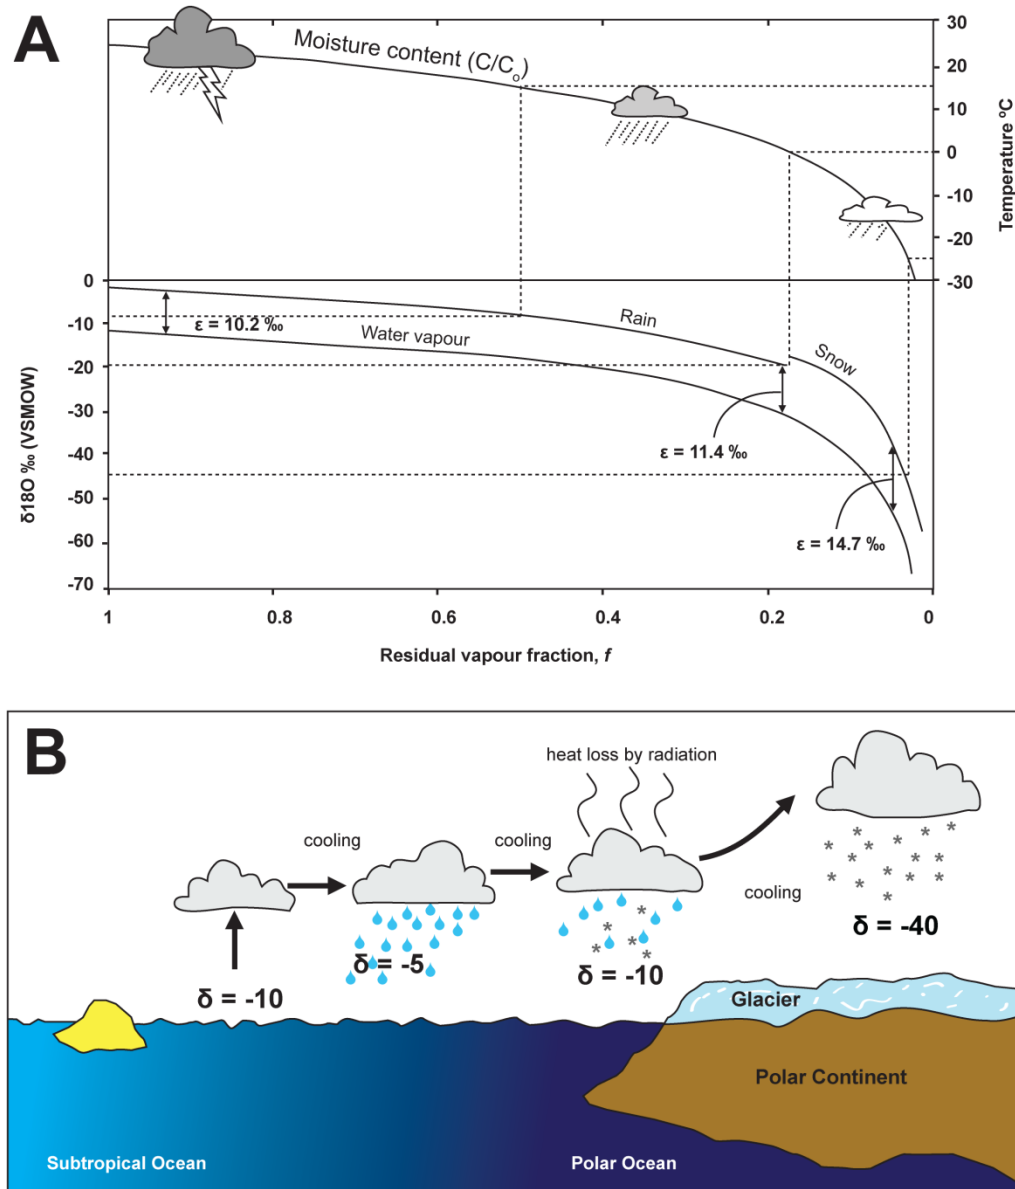 A
Moisture content (C/Co)
30
20
10
0
-10
-20
-30
Temperature ºC
0
-10
-20
-30
-40
-50
-60
-70
δ18O ‰ (VSMOW)
ε = 10.2 ‰
Water vapour
Rain
Snow
ε = 11.4 ‰
ε = 14.7 ‰
1
0.8
0.6
0.4
0.2
0
Residual vapour fraction, f
B
heat loss by radiation
cooling
cooling
cooling
δ = -10
δ = -5
δ = -10
δ = -40
Glacier
Polar Continent
Subtropical Ocean
Polar Ocean